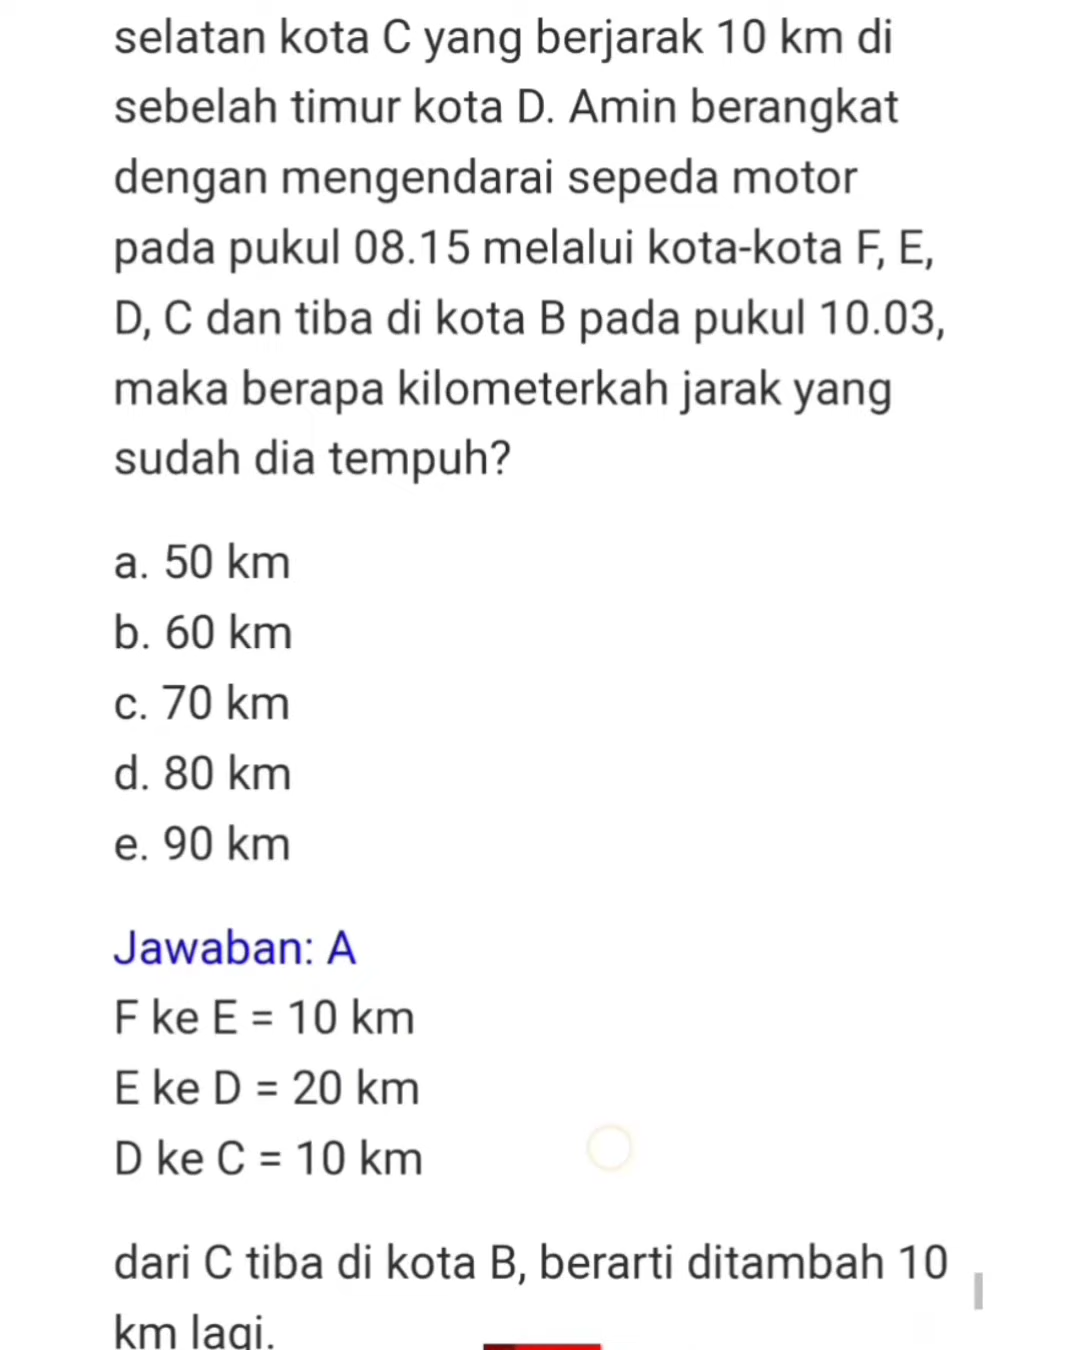 selatan kota C yang berjarak 10 km di
sebelah timur kota D. Amin berangkat
dengan mengendarai sepeda motor
pada pukul 08.15 melalui kota-kota F, E,
D, C dan tiba di kota B pada pukul 10.03,
maka berapa kilometerkah jarak yang
sudah dia tempuh?
a. 50 km
b. 60 km
c. 70 km
d. 80 km
e. 90 km
Jawaban: A
F ke E = 10 km
E ke D = 20 km
D ke C = 10 km
dari C tiba di kota B, berarti ditambah 10
km lagi.